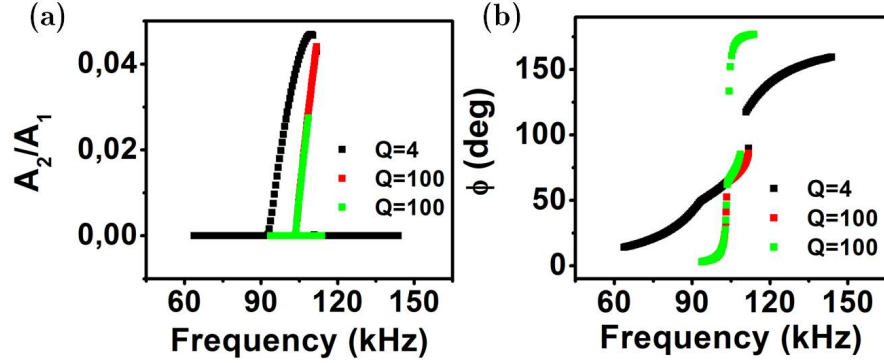 (a)
A2/A1
0,04
0,02
0,00
Q=4
Q=100
Q=100
60 90 120 150
Frequency (kHz)
(b)
ϕ (deg)
150
100
50
0
Q=4
Q=100
Q=100
60 90 120 150
Frequency (kHz)